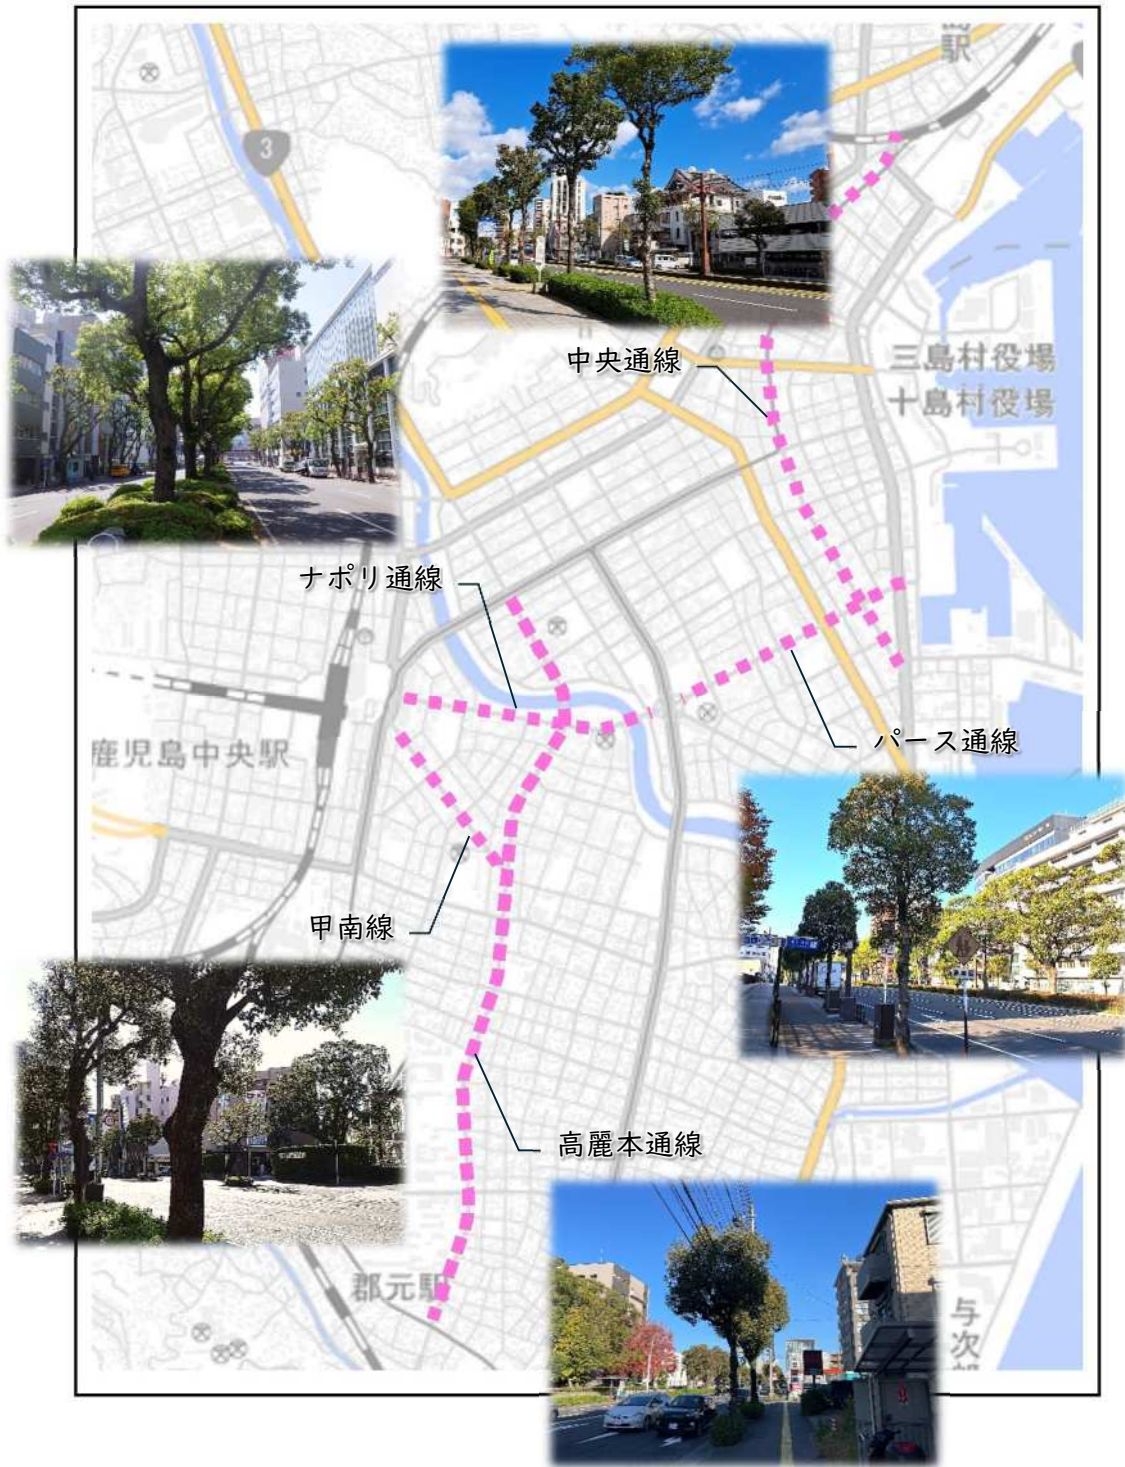 駅
3
中央通線
三島村役場
十島村役場
ナポリ通線
鹿児島中央駅
パース通線
甲南線
高麗本通線
郡元駅
与
次